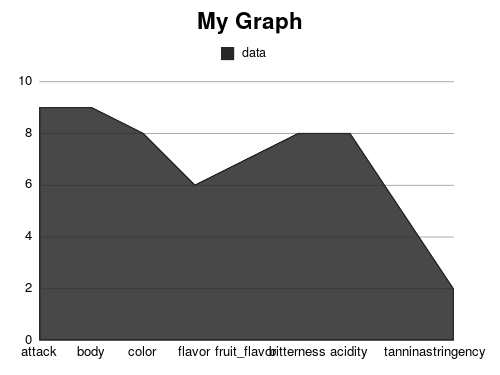 My Graph
data
10
8
6
4
2
0
attack body color flavor fruit_flavor bitterness acidity tannin astringency